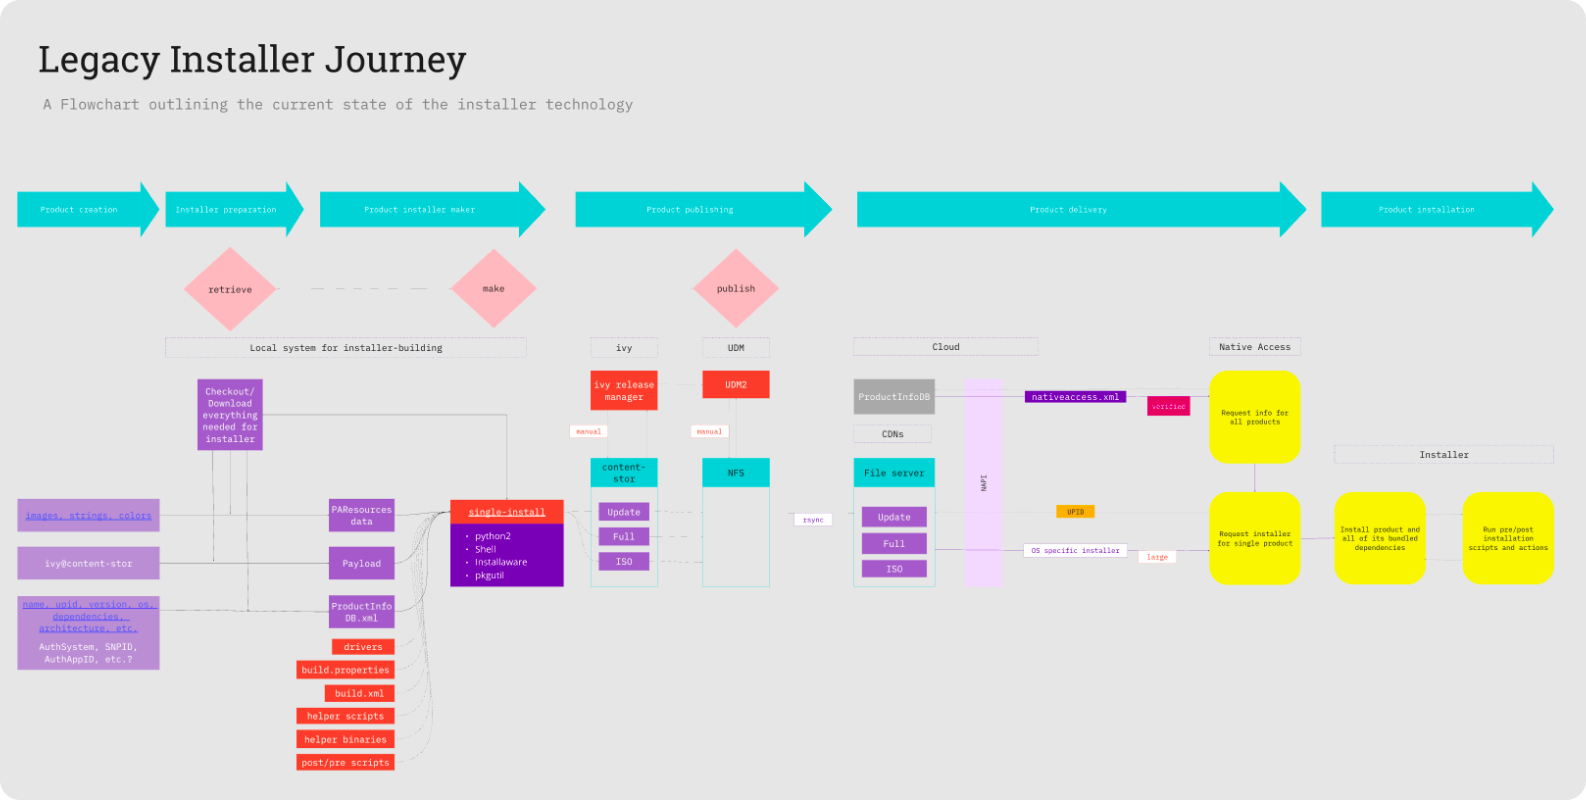 Legacy Installer Journey
A Flowchart outlining the current state of the installer technology
Product creation
Installer preparation
Product installer maker
Product publishing
Product delivery
Product installation
retrieve
make
publish
Local system for installer-building
ivy
UDM
Cloud
Native Access
Checkout/
Download
everything
needed for
installer
ivy release
manager
UDM2
ProductInfoDB
nativeaccess.xml
verified
Request info for
all products
manual
manual
CDNs
Installer
content-
stor
NFS
File server
NAPI
images, strings, colors
PAResources
data
single-install
• python2
• Shell
• Installaware
• pkgutil
Update
Full
ISO
rsync
Update
Full
ISO
UPID
OS specific installer
large
Request installer
for single product
Install product and
all of its bundled
dependencies
Run pre/post
installation
scripts and actions
ivy@content-stor
Payload
name, upid, version, os,
dependencies,
architecture, etc.
AuthSystem, SNPID,
AuthAppID, etc.?
ProductInfo
DB.xml
drivers
build.properties
build.xml
helper scripts
helper binaries
post/pre scripts